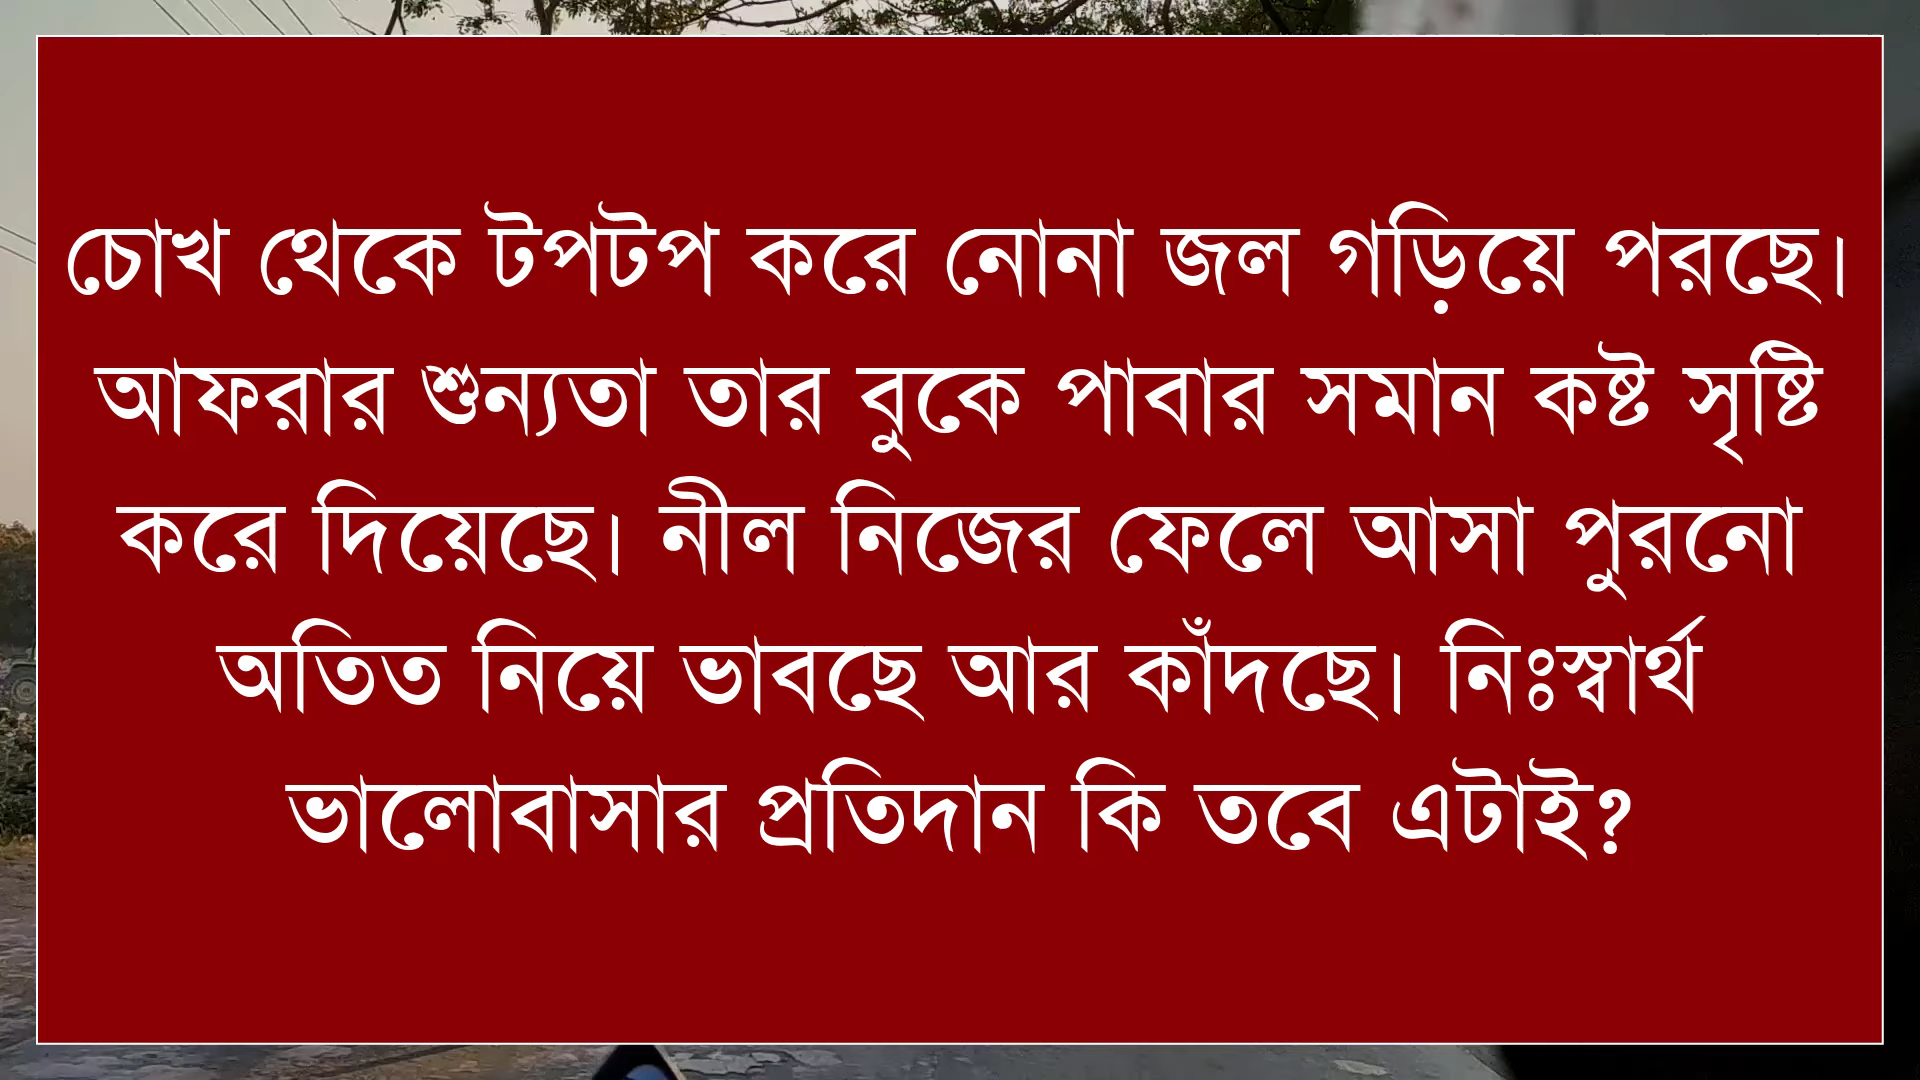 চোখ থেকে টপটপ করে নোনা জল গড়িয়ে পরছে।
আফরার শুন্যতা তার বুকে পাবার সমান কষ্ট সৃষ্টি
করে দিয়েছে। নীল নিজের ফেলে আসা পুরনো
অতিত নিয়ে ভাবছে আর কাঁদছে। নিঃস্বার্থ
ভালোবাসার প্রতিদান কি তবে এটাই?